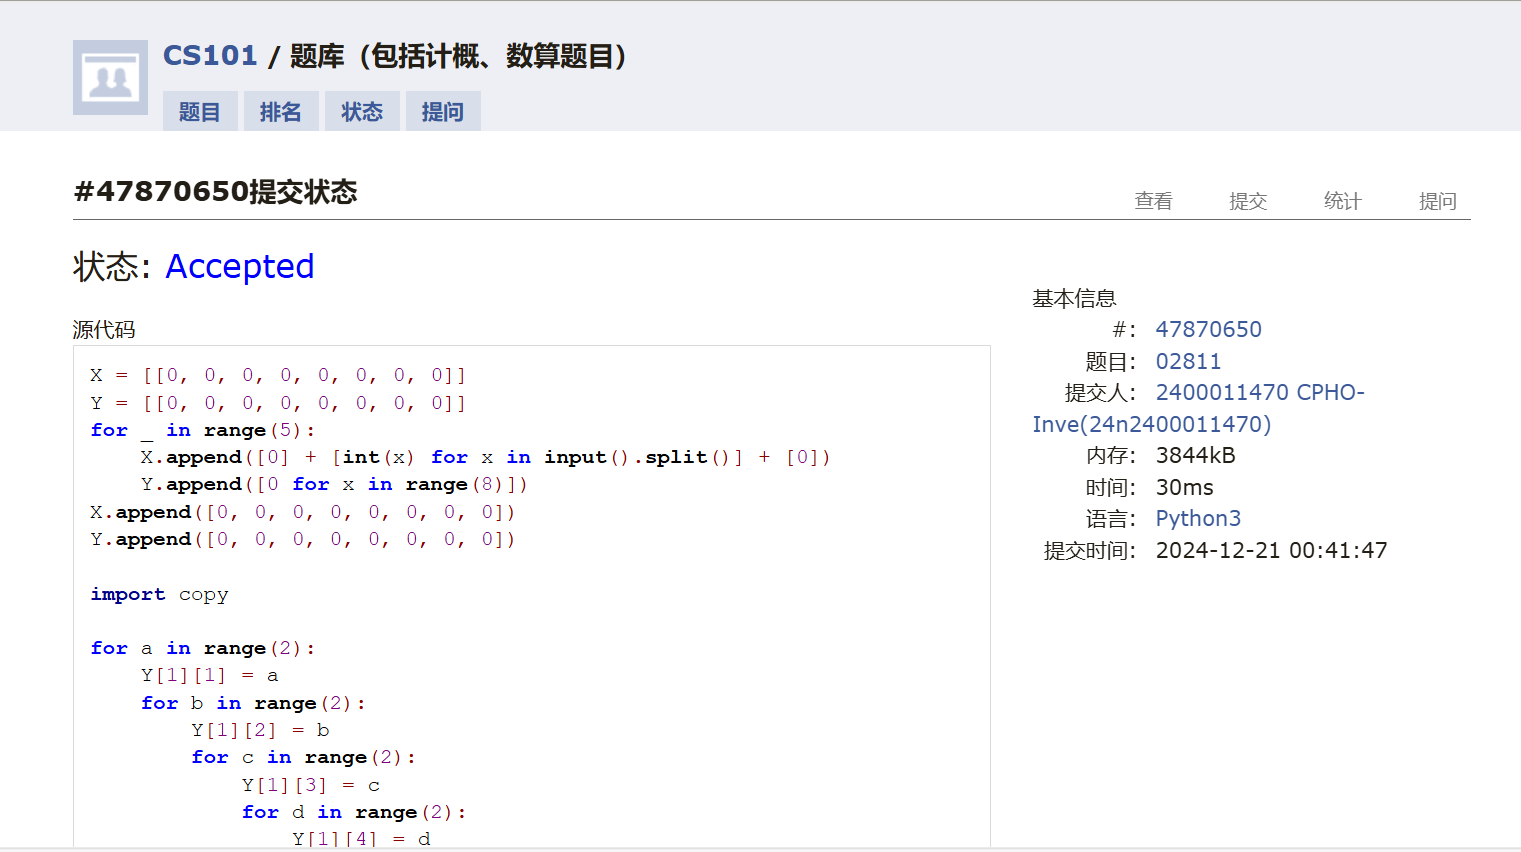 CS101 / 题库（包括计概、数算题目）
题目 排名 状态 提问
#47870650提交状态
查看 提交 统计 提问
状态: Accepted
源代码
X = [[0, 0, 0, 0, 0, 0, 0, 0]]
Y = [[0, 0, 0, 0, 0, 0, 0, 0]]
for _ in range(5):
    X.append([0] + [int(x) for x in input().split()] + [0])
    Y.append([0 for x in range(8)])
X.append([0, 0, 0, 0, 0, 0, 0, 0])
Y.append([0, 0, 0, 0, 0, 0, 0, 0])
import copy
for a in range(2):
    Y[1][1] = a
    for b in range(2):
        Y[1][2] = b
        for c in range(2):
            Y[1][3] = c
            for d in range(2):
                Y[1][4] = d
基本信息
#: 47870650
题目: 02811
提交人: 2400011470 CPHO-
Inve(24n2400011470)
内存: 3844kB
时间: 30ms
语言: Python3
提交时间: 2024-12-21 00:41:47